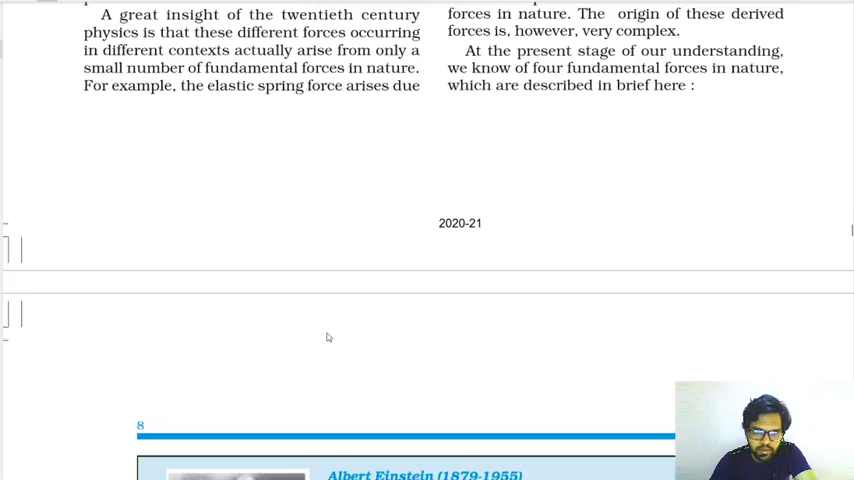 A great insight of the twentieth century
physics is that these different forces occurring
in different contexts actually arise from only a
small number of fundamental forces in nature.
For example, the elastic spring force arises due
forces in nature. The origin of these derived
forces is, however, very complex.
At the present stage of our understanding,
we know of four fundamental forces in nature,
which are described in brief here :
2020-21
8
Albert Einstein (1879-1955)